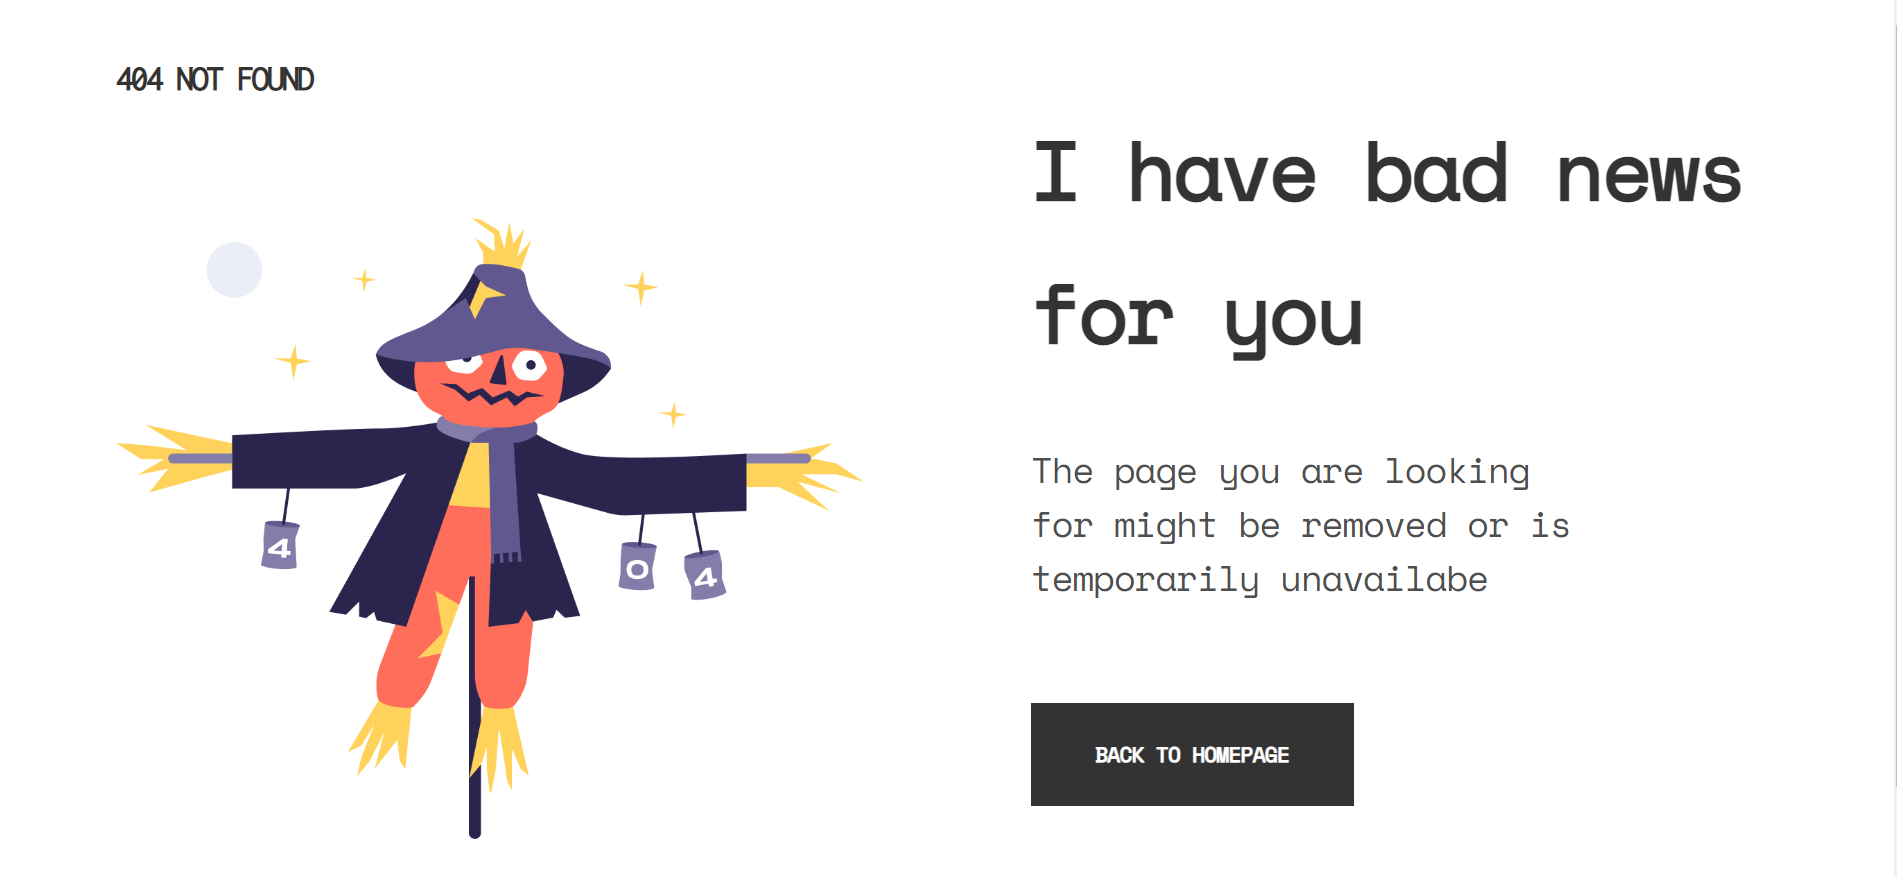 404 NOT FOUND
I have bad news
for you
4
0
4
The page you are looking
for might be removed or is
temporarily unavailabe
BACK TO HOMEPAGE